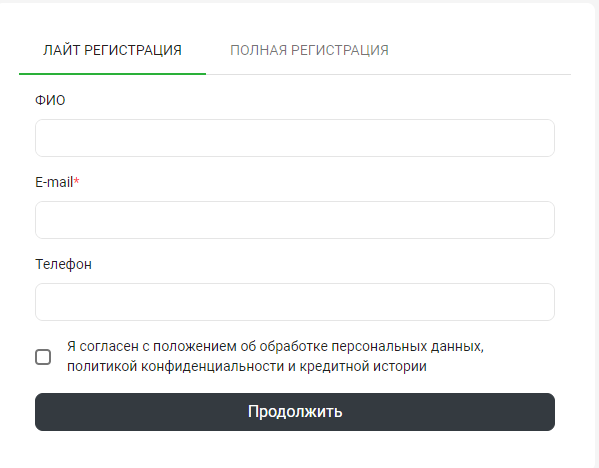 ЛАЙТ РЕГИСТРАЦИЯ ПОЛНАЯ РЕГИСТРАЦИЯ
ФИО
E-mail*
Телефон
Я согласен с положением об обработке персональных данных,
политикой конфиденциальности и кредитной истории
Продолжить